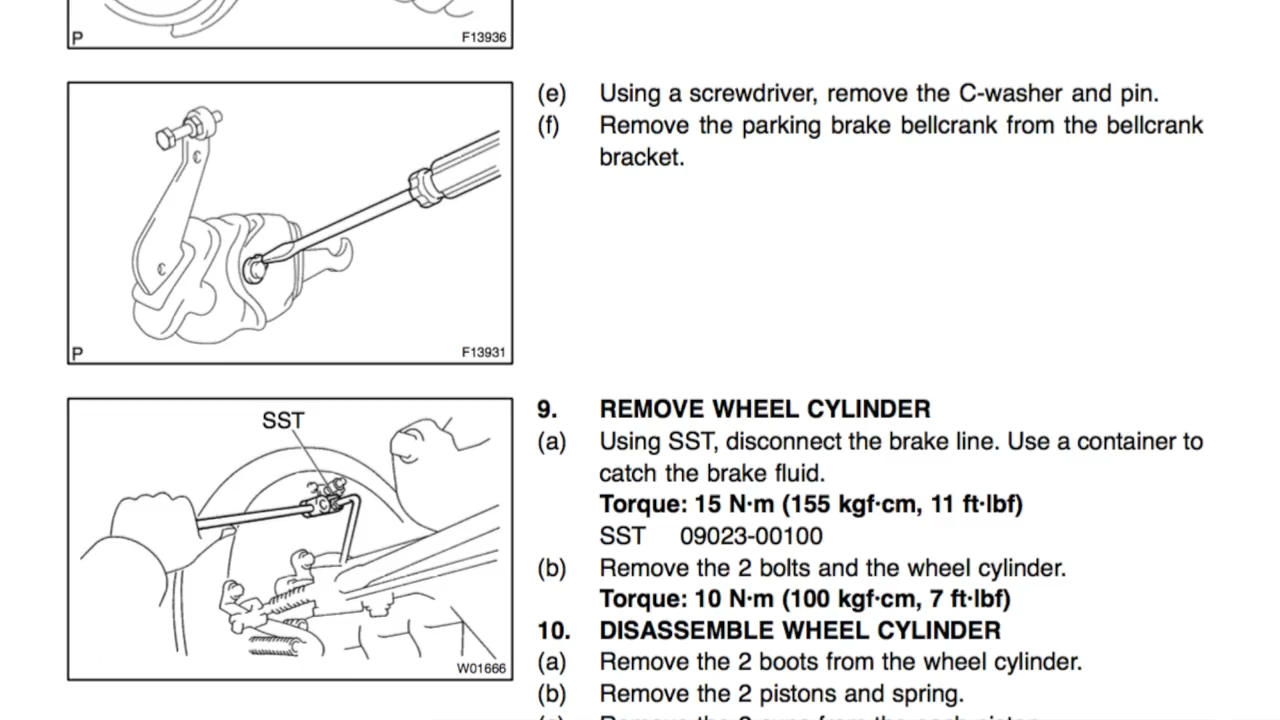 P
F13936
(e) Using a screwdriver, remove the C-washer and pin.
(f) Remove the parking brake bellcrank from the bellcrank
bracket.
P
F13931
SST
W01666
9. REMOVE WHEEL CYLINDER
(a) Using SST, disconnect the brake line. Use a container to
catch the brake fluid.
Torque: 15 N·m (155 kgf·cm, 11 ft·lbf)
SST 09023-00100
(b) Remove the 2 bolts and the wheel cylinder.
Torque: 10 N·m (100 kgf·cm, 7 ft·lbf)
10. DISASSEMBLE WHEEL CYLINDER
(a) Remove the 2 boots from the wheel cylinder.
(b) Remove the 2 pistons and spring.